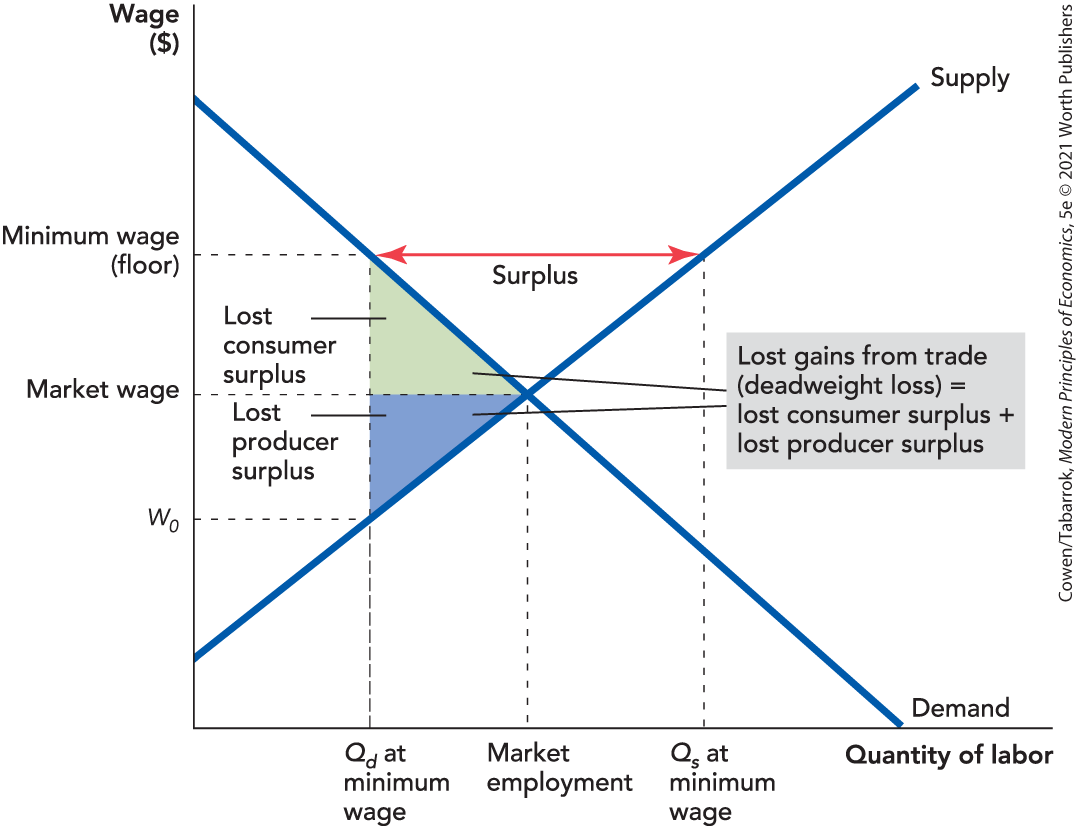 Wage
($)
Supply
Minimum wage
(floor)
Surplus
Lost
consumer
surplus
Lost gains from trade
(deadweight loss) =
lost consumer surplus +
lost producer surplus
Market wage
Lost
producer
surplus
W0
Demand
Qd at
minimum
wage
Market
employment
Qs at
minimum
wage
Quantity of labor
Cowen/Tabarrok, Modern Principles of Economics, 5e © 2021 Worth Publishers